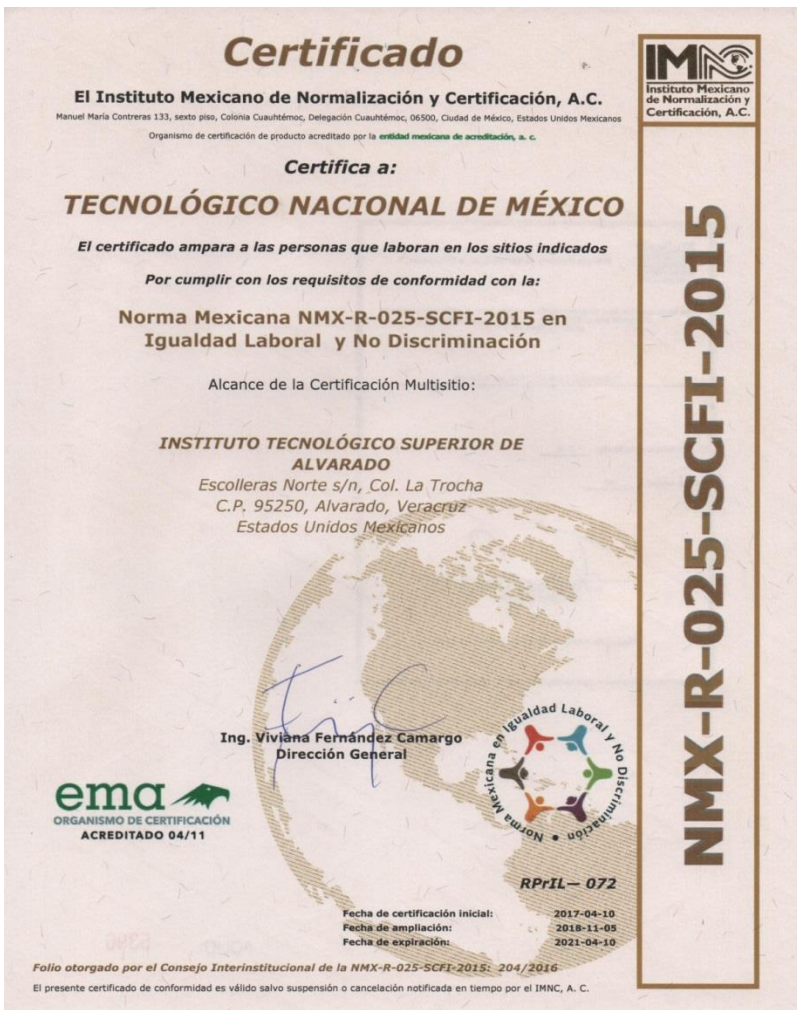 Certificado
El Instituto Mexicano de Normalización y Certificación, A.C.
Manuel María Contreras 133, sexto piso, Colonia Cuauhtémoc, Delegación Cuauhtémoc, 06500, Ciudad de México, Estados Unidos Mexicanos
Organismo de certificación de producto acreditado por la entidad mexicana de acreditación, a. c.
Certifica a:
TECNOLÓGICO NACIONAL DE MÉXICO
El certificado ampara a las personas que laboran en los sitios indicados
Por cumplir con los requisitos de conformidad con la:
Norma Mexicana NMX-R-025-SCFI-2015 en
Igualdad Laboral y No Discriminación
Alcance de la Certificación Multisitio:
INSTITUTO TECNOLÓGICO SUPERIOR DE
ALVARADO
Escolleras Norte s/n, Col. La Trocha
C.P. 95250, Alvarado, Veracruz
Estados Unidos Mexicanos
Ing. Viviana Fernández Camargo
Dirección General
ema
ORGANISMO DE CERTIFICACIÓN
ACREDITADO 04/11
Norma Mexicana en Igualdad Laboral y No Discriminación
RPrIL— 072
Fecha de certificación inicial: 2017-04-10
Fecha de ampliación: 2018-11-05
Fecha de expiración: 2021-04-10
Folio otorgado por el Consejo Interinstitucional de la NMX-R-025-SCFI-2015: 204/2016
El presente certificado de conformidad es válido salvo suspensión o cancelación notificada en tiempo por el IMNC, A. C.
IMNC
Instituto Mexicano
de Normalización y
Certificación, A.C.
NMX-R-025-SCFI-2015